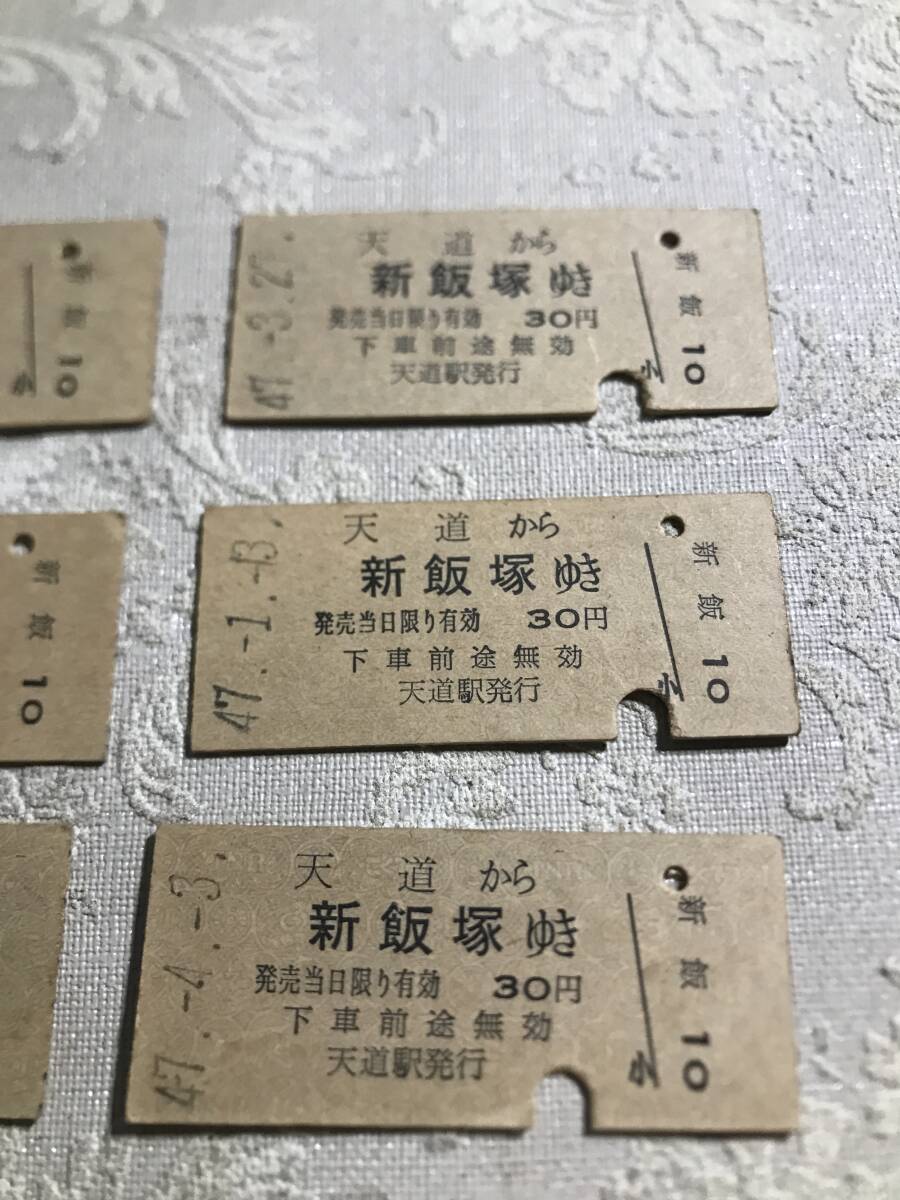 新飯 10
小
47.-3.2
天道から
新飯塚ゆき
発売当日限り有効 30円
下車前途無効
天道駅発行
新飯 10
小
新飯 10
47.-1.-3.
天道から
新飯塚ゆき
発売当日限り有効 30円
下車前途無効
天道駅発行
新飯 10
小
47.-4.-3.
天道から
新飯塚ゆき
発売当日限り有効 30円
下車前途無効
天道駅発行
新飯 10
小